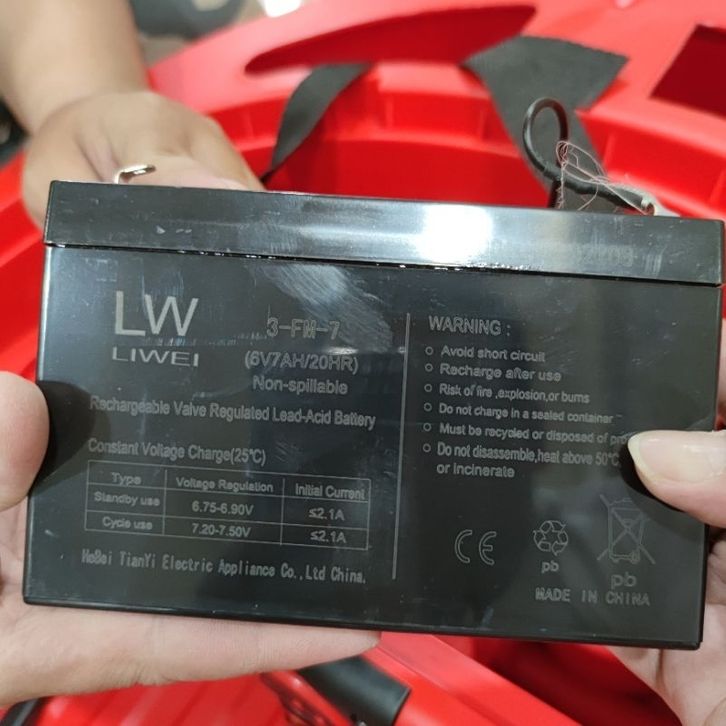 LW
LIWEI
3-FM-7
(6V7AH/20HR)
Non-spillable
Rechargeable Valve Regulated Lead-Acid Battery
Constant Voltage Charge(25℃)
Type Voltage Regulation Initial Current
Standby use 6.75-6.90V ≤2.1A
Cycle use 7.20-7.50V ≤2.1A
HeBei TianYi Electric Appliance Co.,Ltd China.
WARNING :
Avoid short circuit
Recharge after use
Risk of fire ,explosion,or burns
Do not charge in a sealed container
Must be recycled or disposed of
Do not disassemble,heat above 50℃
or incinerate
CE
pb
pb
MADE IN CHINA